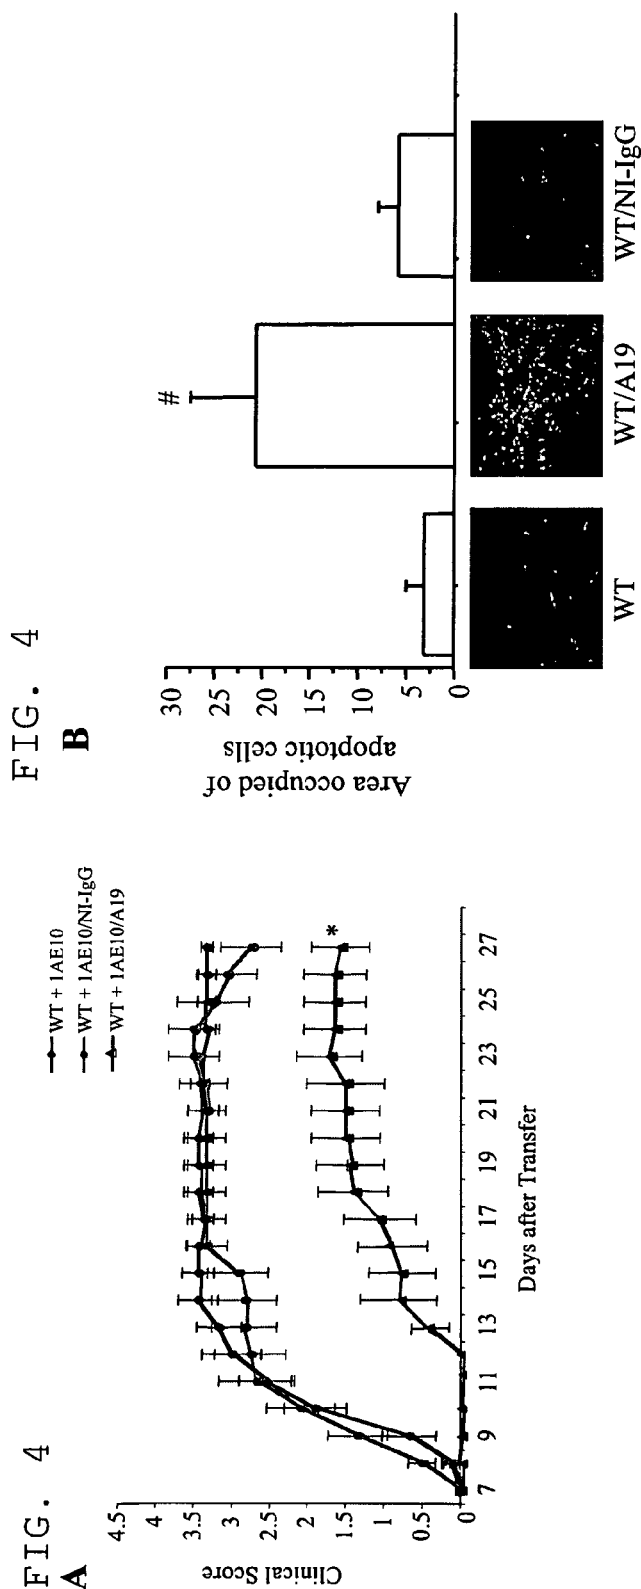 FIG. 4
A
WT + 1AE10
WT + 1AE10/NI-IgG
WT + 1AE10/A19
Clinical Score
4.5
4
3.5
3
2.5
2
1.5
1
0.5
0
*
7 9 11 13 15 17 19 21 23 25 27
Days after Transfer
FIG. 4
B
Area occupied of
apoptotic cells
30
25
20
15
10
5
0
#
WT WT/A19 WT/NI-IgG